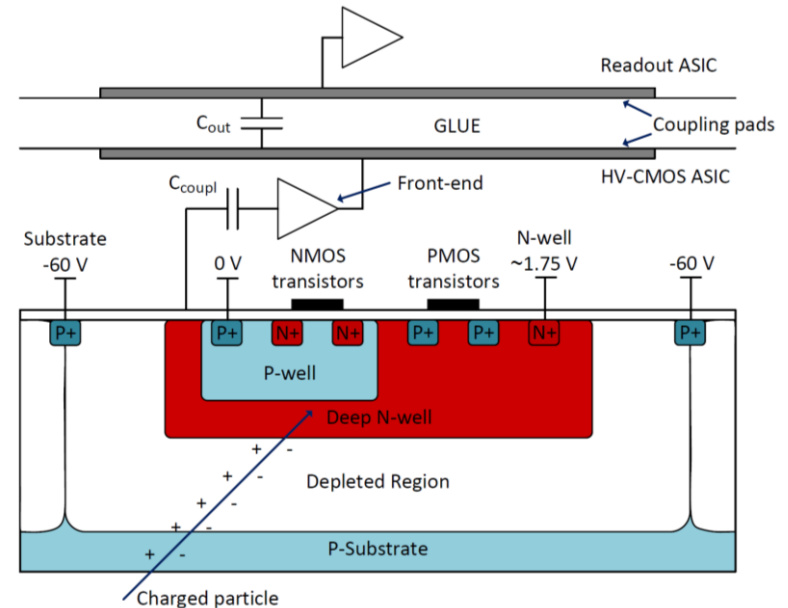 Readout ASIC
Cout
GLUE
Coupling pads
HV-CMOS ASIC
Ccoupl
Front-end
Substrate
-60 V
0 V
NMOS
transistors
PMOS
transistors
N-well
~1.75 V
-60 V
P+
P+
N+
N+
P+
P+
N+
P+
P-well
Deep N-well
+ -
+ -
Depleted Region
+ -
+ -
P-Substrate
+ -
Charged particle